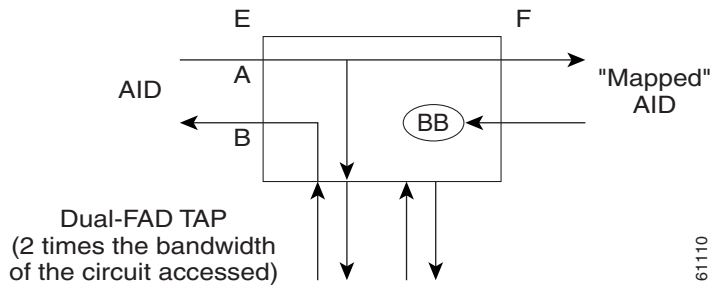 E
F
A
AID
"Mapped"
AID
BB
B
Dual-FAD TAP
(2 times the bandwidth
of the circuit accessed)
61110